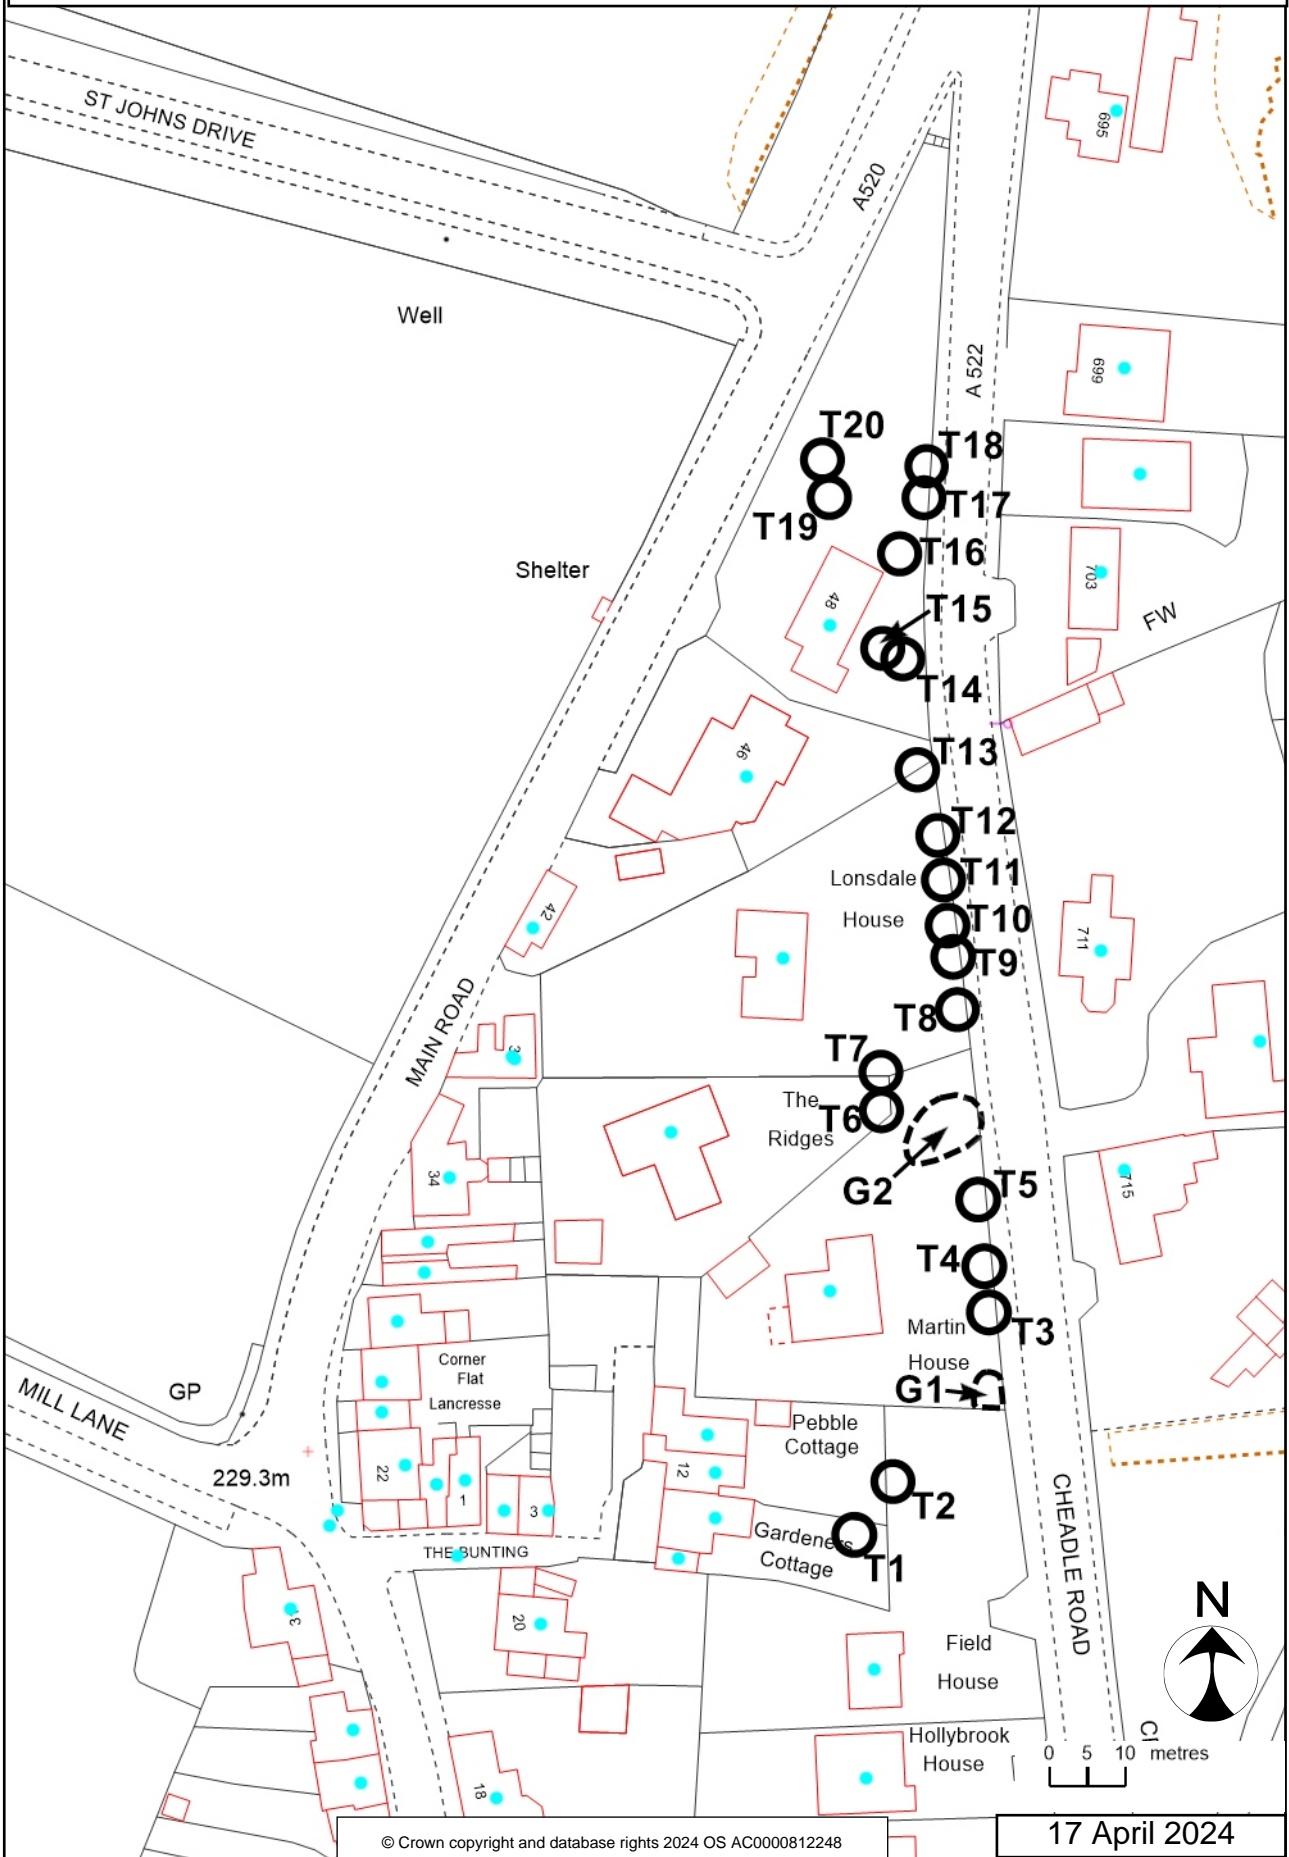 ST JOHNS DRIVE
A520
695
Well
A 522
699
T20
T18
T19
T17
T16
Shelter
703
48
T15
FW
T14
46
T13
T12
Lonsdale
T11
House
T10
42
711
T9
T8
MAIN ROAD
T7
The
T6
Ridges
G2
T5
34
715
T4
Martin
T3
House
G1
Corner
Flat
Lancresse
GP
MILL LANE
Pebble
Cottage
229.3m
22
12
1
3
T2
Gardeners
Cottage
T1
THE BUNTING
CHEADLE ROAD
N
31
20
Field
House
Hollybrook
House
18
0 5 10 metres
© Crown copyright and database rights 2024 OS AC0000812248
17 April 2024